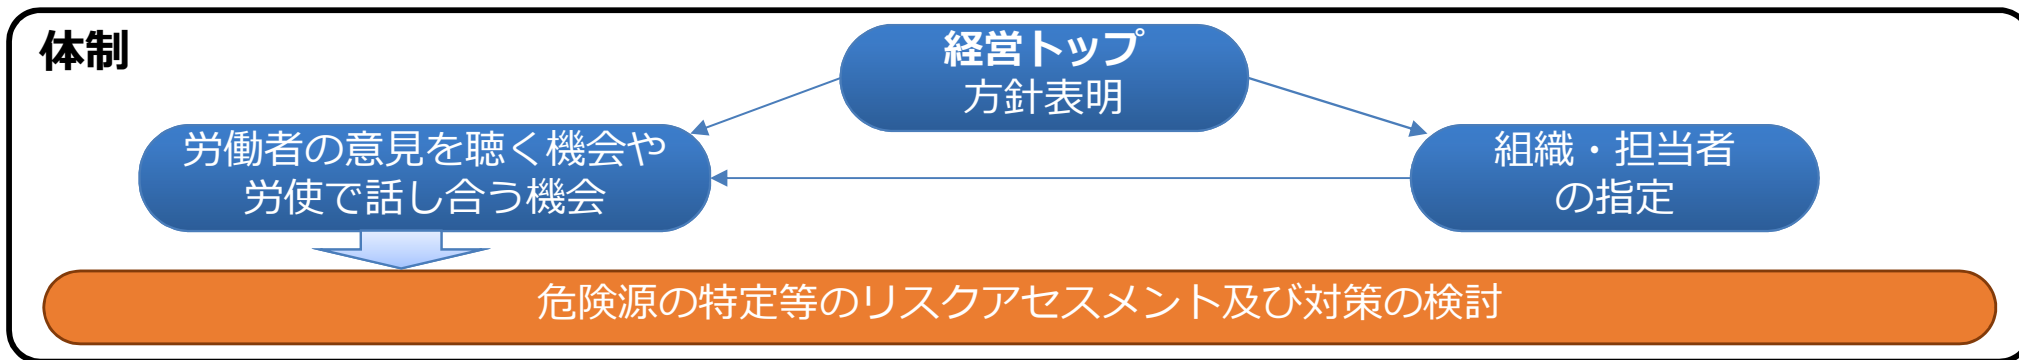 体制
経営トップ
方針表明
労働者の意見を聴く機会や
労使で話し合う機会
組織・担当者
の指定
危険源の特定等のリスクアセスメント及び対策の検討